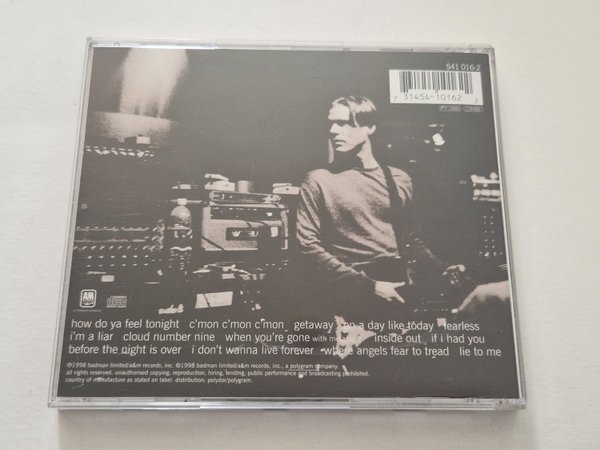 541 016-2
7 31454-10162 2
A&M
how do ya feel tonight c'mon c'mon c'mon getaway on a day like today fearless
i'm a liar cloud number nine when you're gone with inside out if i had you
before the night is over i don't wanna live forever where angels fear to tread lie to me
©1998 badman limited/a&m records, inc. ℗1998 badman limited/a&m records, inc., a polygram company
all rights reserved. unauthorised copying, reproduction, hiring, lending, public performance and broadcasting prohibited.
country of manufacture as stated on label. distribution: polydor/polygram.